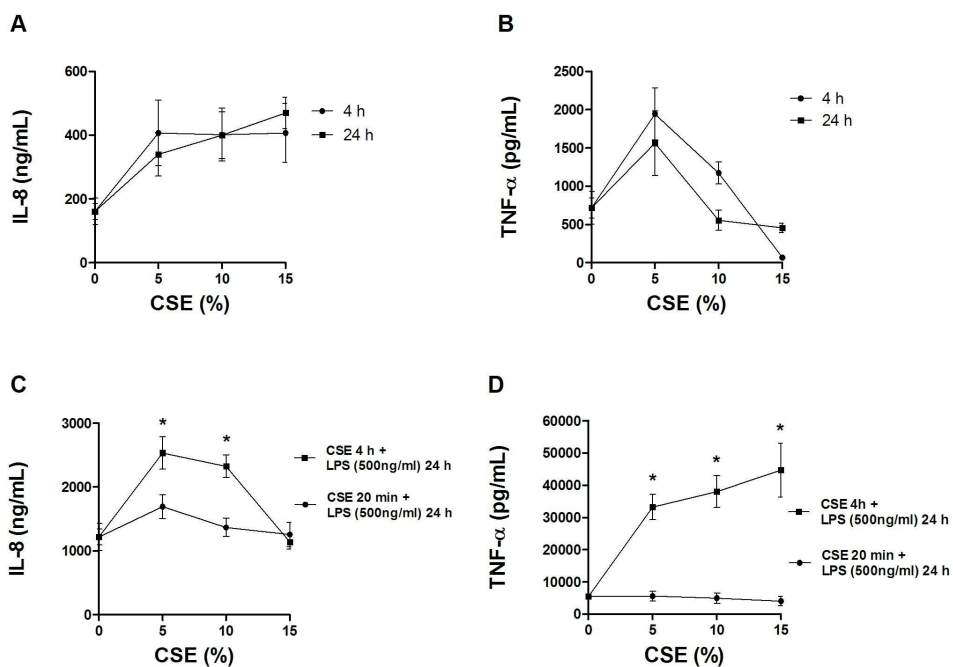 A
IL-8 (ng/mL)
600
400
200
0
0 5 10 15
CSE (%)
4 h
24 h
B
TNF-α (pg/mL)
2500
2000
1500
1000
500
0
0 5 10 15
CSE (%)
4 h
24 h
C
IL-8 (ng/mL)
3000
2000
1000
0
0 5 10 15
CSE (%)
* *
CSE 4 h +
LPS (500ng/ml) 24 h
CSE 20 min +
LPS (500ng/ml) 24 h
D
TNF-α (pg/mL)
60000
50000
40000
30000
20000
10000
0
0 5 10 15
CSE (%)
* * *
CSE 4h +
LPS (500ng/ml) 24 h
CSE 20 min +
LPS (500ng/ml) 24 h